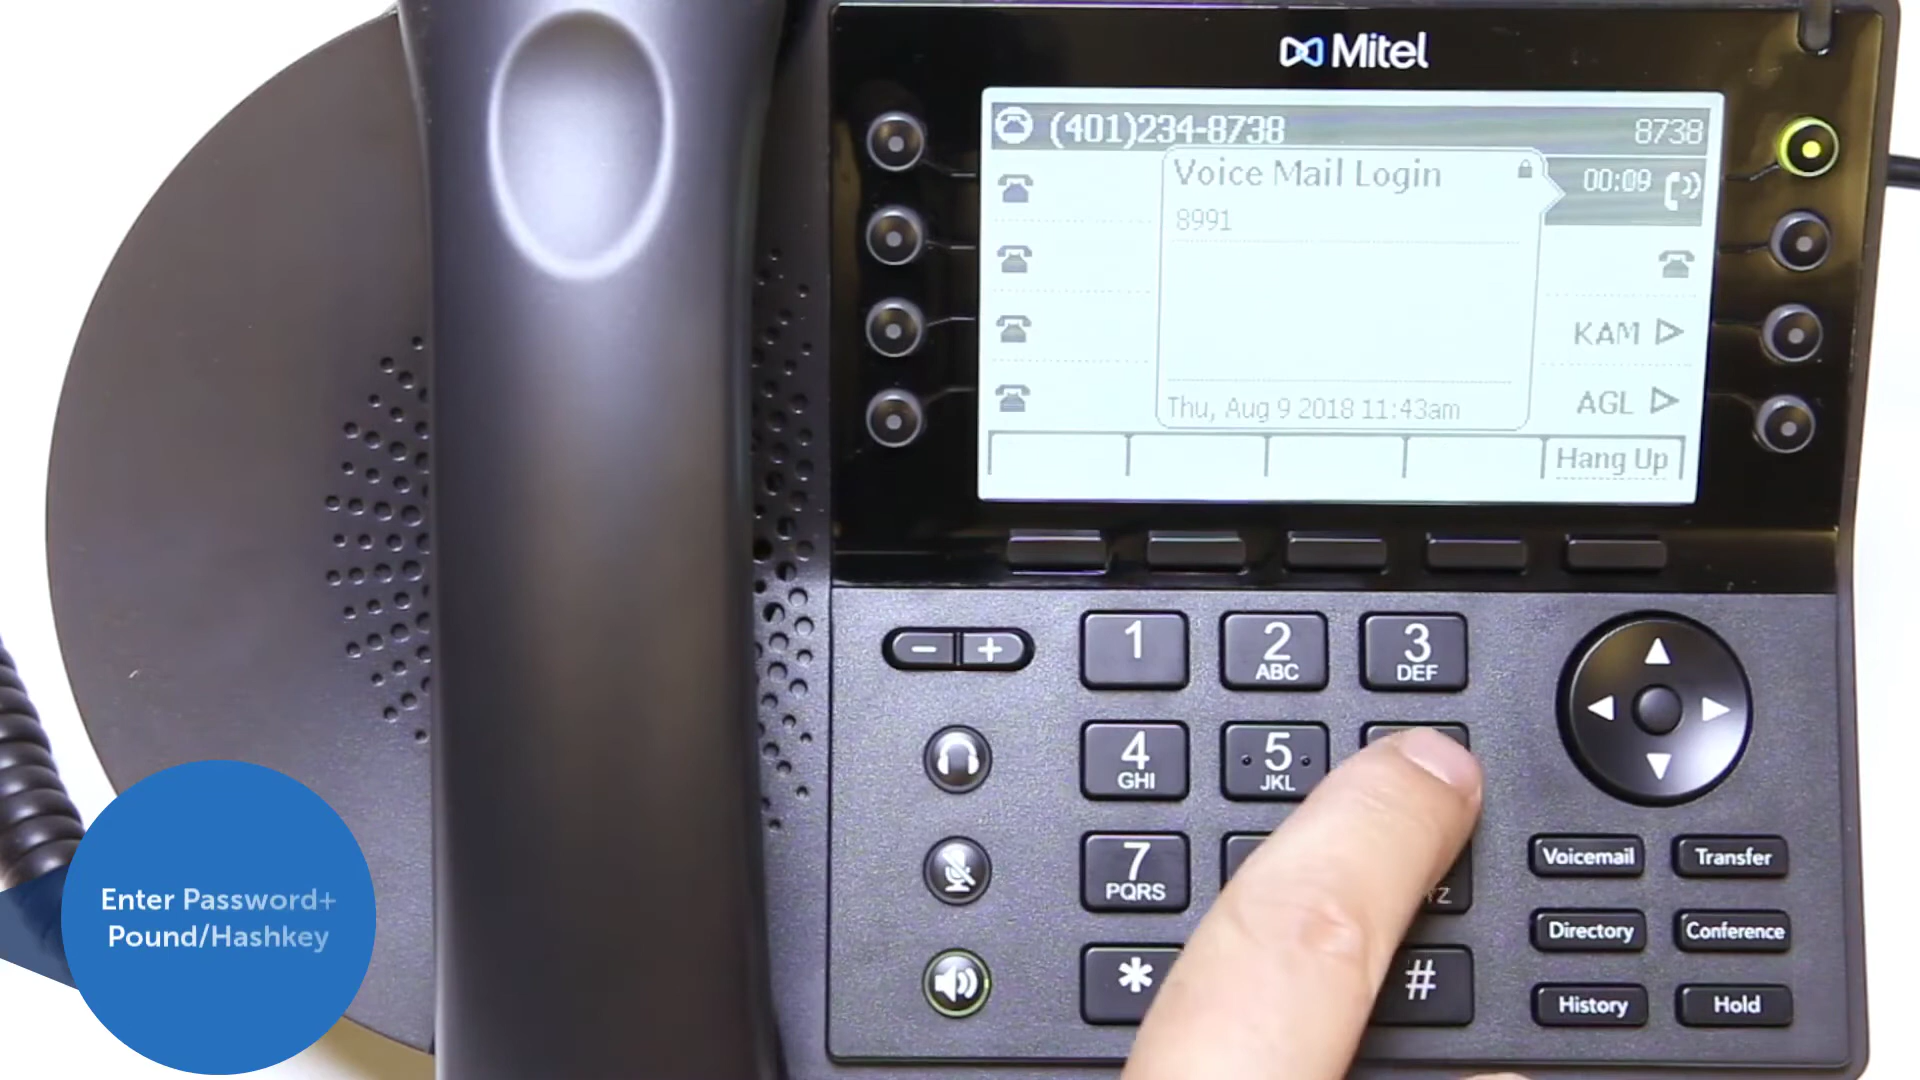 Mitel
(401)234-8738 8738
Voice Mail Login 00:09
8991
KAM
AGL
Thu, Aug 9 2018 11:43am
Hang Up
- +
1 2 3
ABC DEF
4 5
GHI JKL
7
PQRS
* #
Voicemail Transfer
Directory Conference
History Hold
Enter Password+
Pound/Hashkey